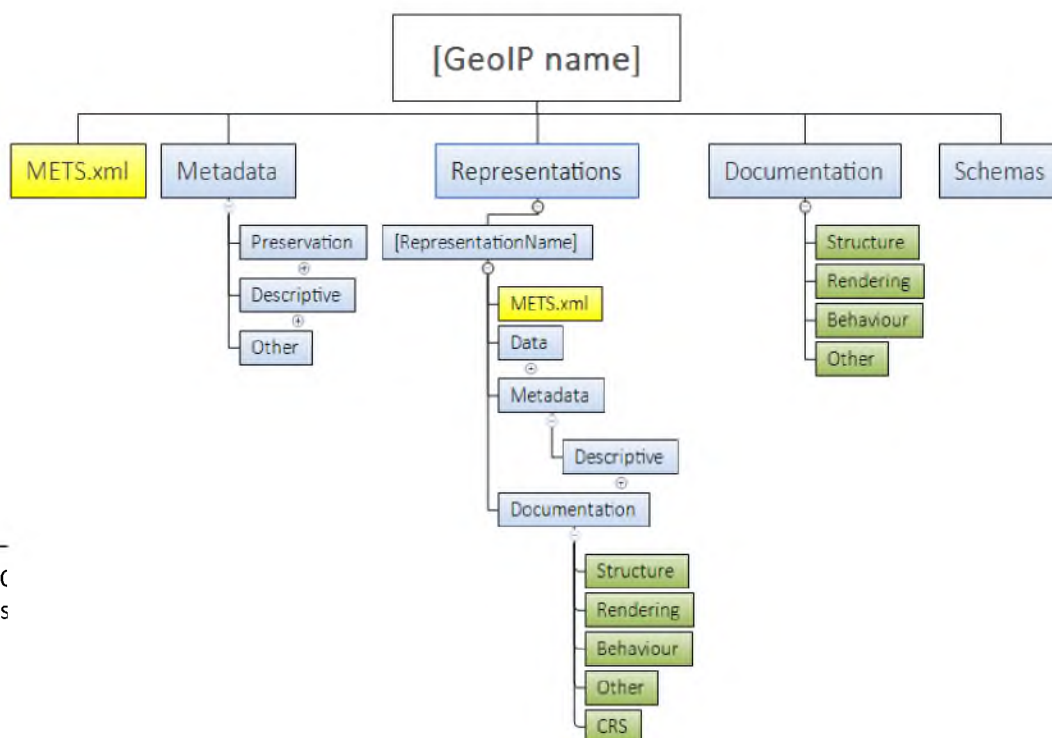 [GeoIP name]
METS.xml
Metadata
Representations
Documentation
Schemas
Preservation
Descriptive
Other
[RepresentationName]
METS.xml
Data
Metadata
Descriptive
Documentation
Structure
Rendering
Behaviour
Other
CRS
Structure
Rendering
Behaviour
Other